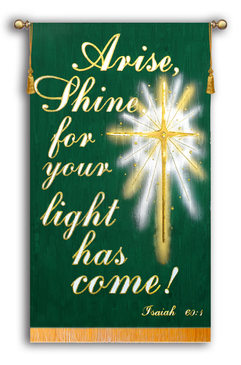 Arise,
Shine
for
your
light
has
come!
Isaiah 60:1